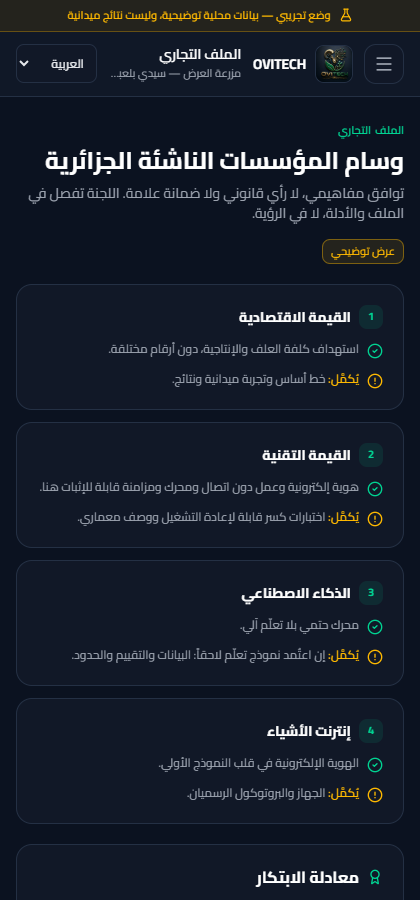 وضع تجريبي — بيانات محلية توضيحية، وليست نتائج ميدانية
OVITECH
الملف التجاري
مزرعة العرض — سيدي بلعبـ...
العربية
الملف التجاري
وسام المؤسسات الناشئة الجزائرية
توافق مفاهيمي، لا رأي قانوني ولا ضمانة علامة. اللجنة تفصل في
الملف والأدلة، لا في الرؤية.
عرض توضيحي
1
القيمة الاقتصادية
استهداف كلفة العلف والإنتاجية، دون أرقام مختلقة.
يُكمَّل: خط أساس وتجربة ميدانية ونتائج.
2
القيمة التقنية
هوية إلكترونية وعمل دون اتصال ومحرك ومزامنة قابلة للإثبات هنا.
يُكمَّل: اختبارات كسر قابلة لإعادة التشغيل ووصف معماري.
3
الذكاء الاصطناعي
محرك حتمي بلا تعلّم آلي.
يُكمَّل: إن اعتُمد نموذج تعلّم لاحقاً: البيانات والتقييم والحدود.
4
إنترنت الأشياء
الهوية الإلكترونية في قلب النموذج الأولي.
يُكمَّل: الجهاز والبروتوكول الرسميان.
معادلة الابتكار